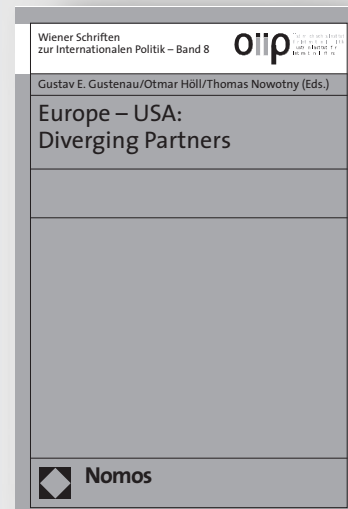 Wiener Schriften
zur Internationalen Politik – Band 8
oiip
Gustav E. Gustenau/Otmar Höll/Thomas Nowotny (Eds.)
Europe – USA:
Diverging Partners
Nomos